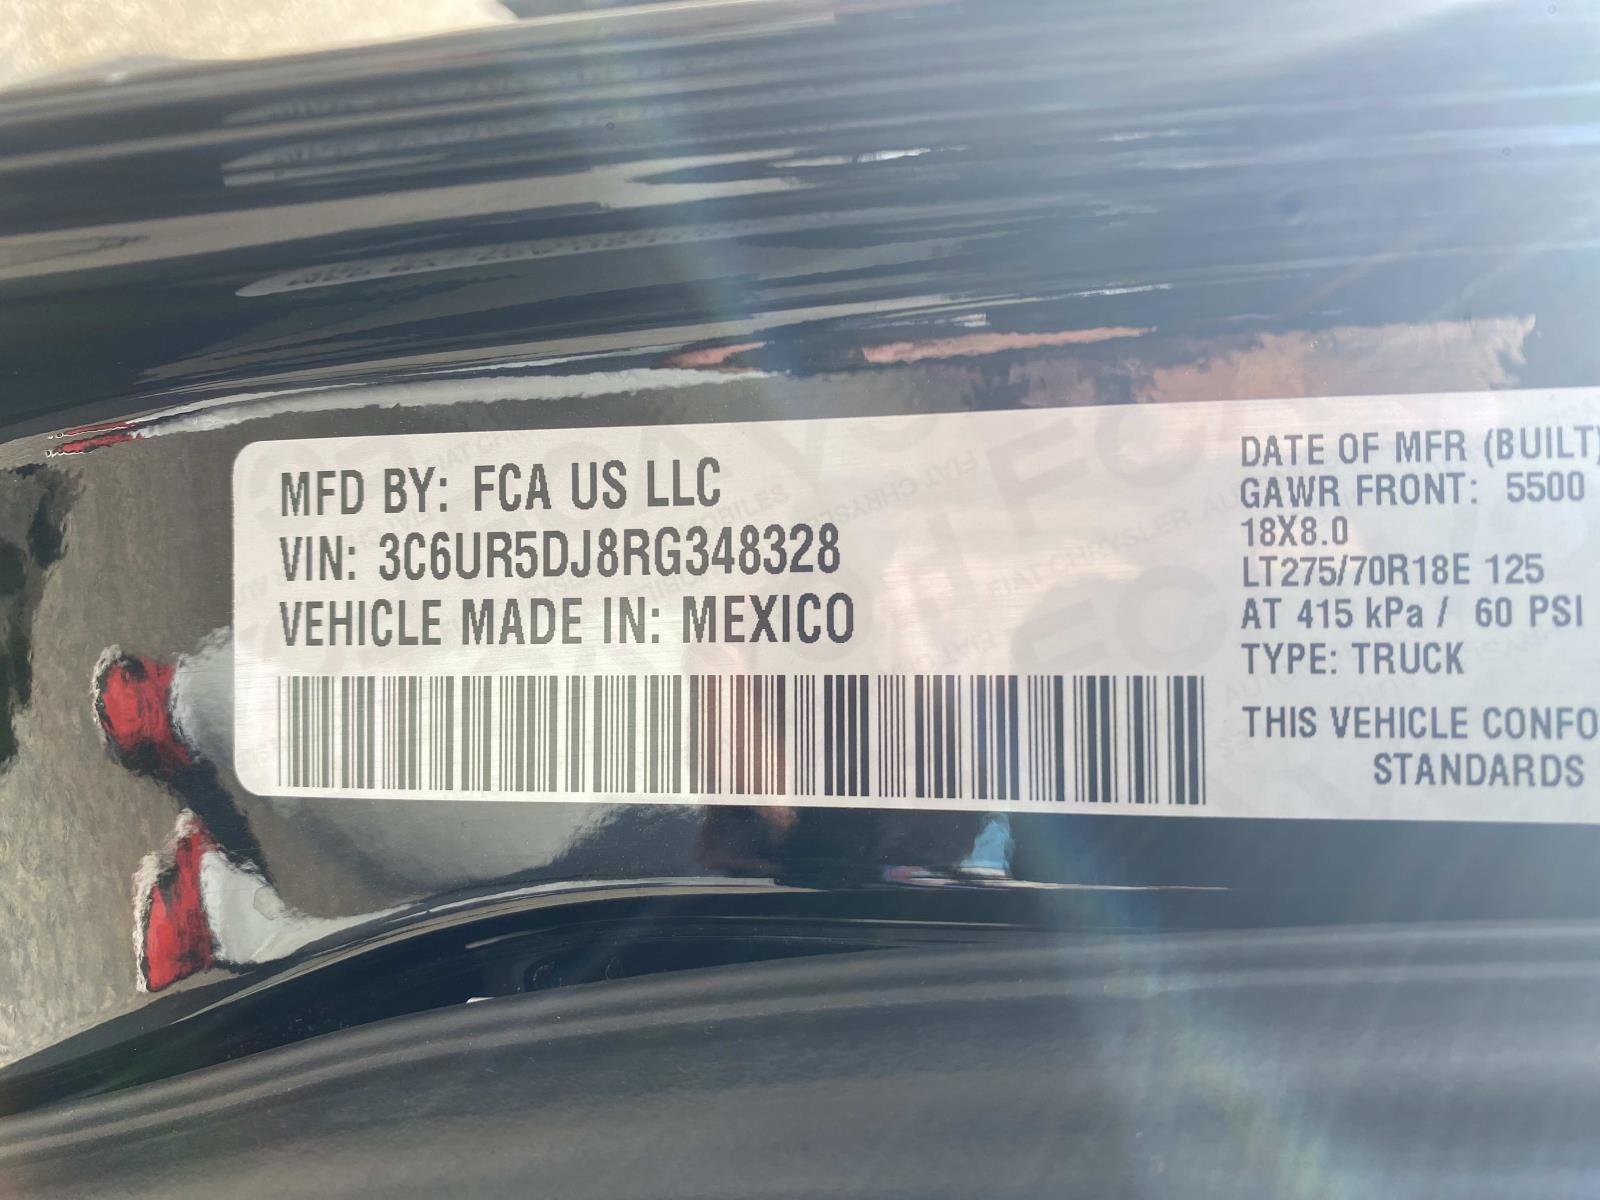 MFD BY: FCA US LLC
VIN: 3C6UR5DJ8RG348328
VEHICLE MADE IN: MEXICO
DATE OF MFR (BUILT)
GAWR FRONT: 5500
18X8.0
LT275/70R18E 125
AT 415 kPa / 60 PSI
TYPE: TRUCK
THIS VEHICLE CONFO
STANDARDS